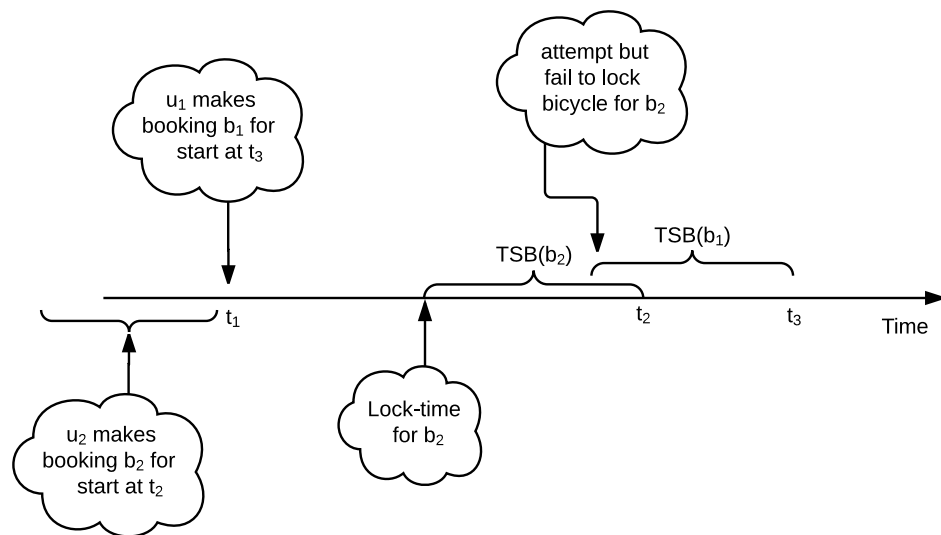 attempt but
fail to lock
bicycle for b₂
u₁ makes
booking b₁ for
start at t₃
TSB(b₂)
TSB(b₁)
t₁
t₂
t₃
Time
Lock-time
for b₂
u₂ makes
booking b₂ for
start at t₂